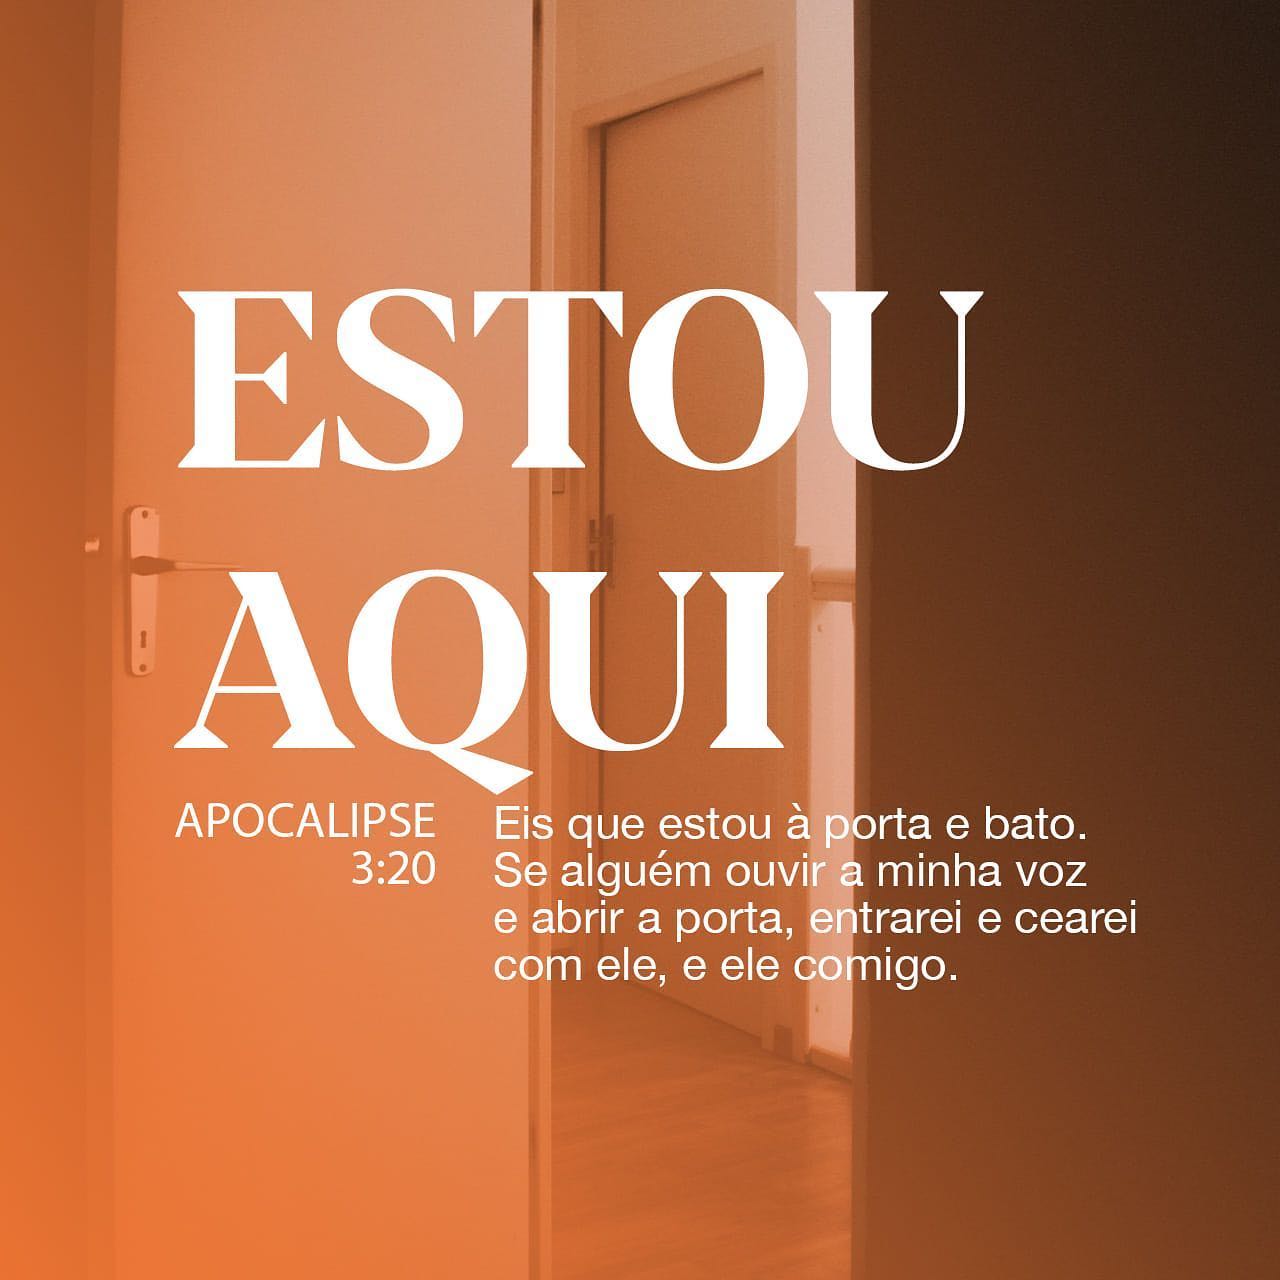 ESTOU
AQUI
APOCALIPSE
3:20
Eis que estou à porta e bato.
Se alguém ouvir a minha voz
e abrir a porta, entrarei e cearei
com ele, e ele comigo.